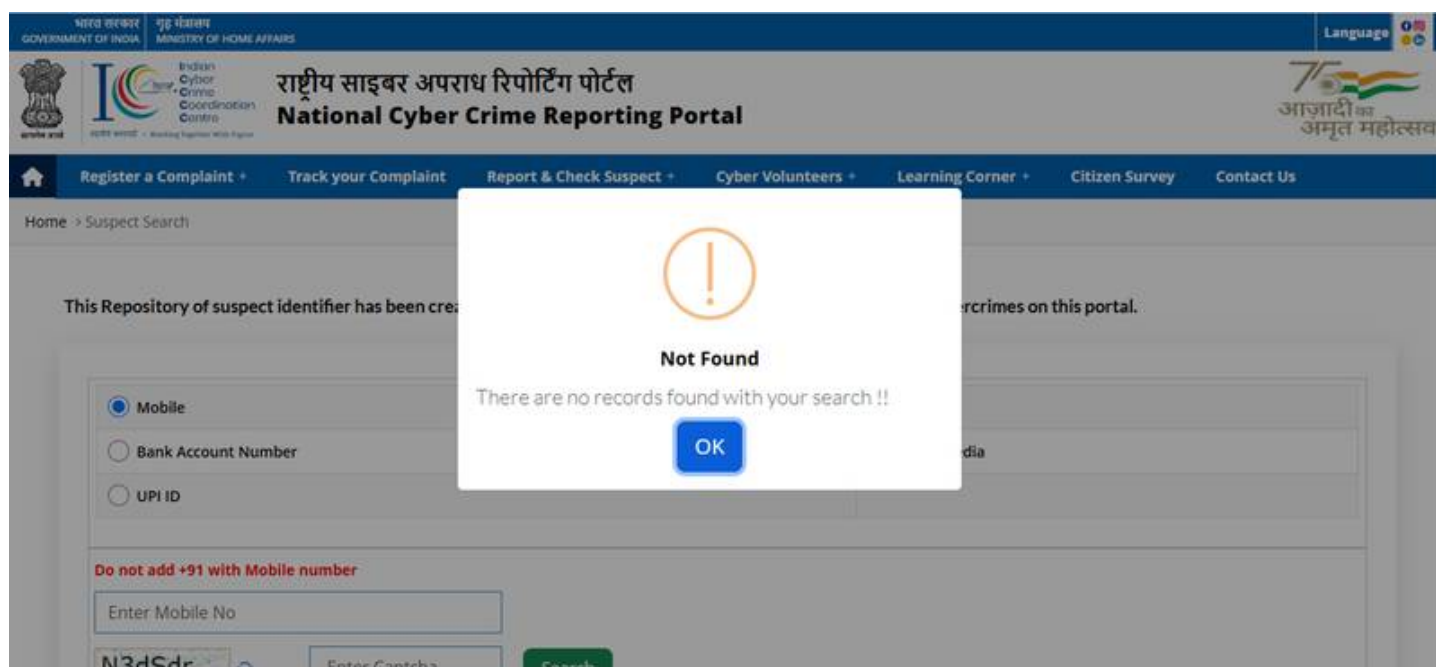 भारत सरकार
GOVERNMENT OF INDIA
गृह मंत्रालय
MINISTRY OF HOME AFFAIRS
Language
Indian
Cyber
Crime
Coordination
राष्ट्रीय साइबर अपराध रिपोर्टिंग पोर्टल
National Cyber Crime Reporting Portal
आज़ादी का
अमृत महोत्सव
Register a Complaint +
Track your Complaint
Report & Check Suspect +
Cyber Volunteers +
Learning Corner +
Citizen Survey
Contact Us
Home > Suspect Search
This Repository of suspect identifier has been cre
rcrimes on this portal.
Not Found
There are no records found with your search !!
OK
Mobile
Bank Account Number
dia
UPI ID
Do not add +91 with Mobile number
Enter Mobile No
N3dSdr
Enter Captcha
Search